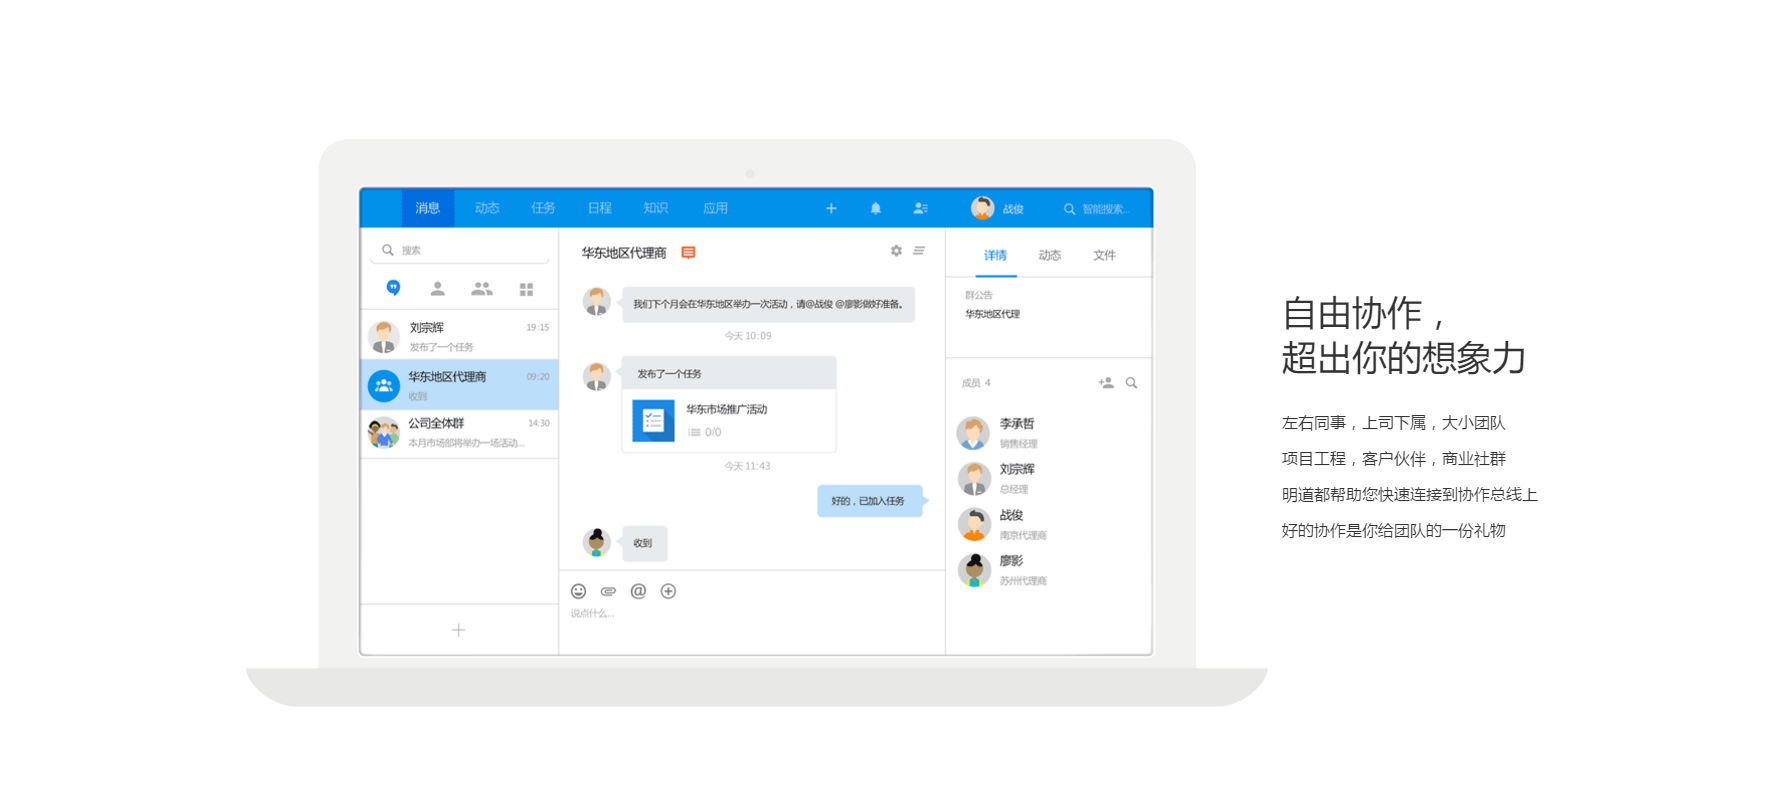 消息 动态 任务 日程 知识 应用 战俊 智能搜索...
搜索
刘宗辉 19:15
发布了一个任务
华东地区代理商 09:20
收到
公司全体群 14:30
本月市场部将举办一场活动...
华东地区代理商
我们下个月会在华东地区举办一次活动，请@战俊 @廖影做好准备。
今天 10:09
发布了一个任务
华东市场推广活动
0/0
今天 11:43
好的，已加入任务
收到
说点什么...
详情 动态 文件
群公告
华东地区代理
成员 4
李承哲
销售经理
刘宗辉
总经理
战俊
南京代理商
廖影
苏州代理商
自由协作，
超出你的想象力
左右同事，上司下属，大小团队
项目工程，客户伙伴，商业社群
明道都帮助您快速连接到协作总线上
好的协作是你给团队的一份礼物